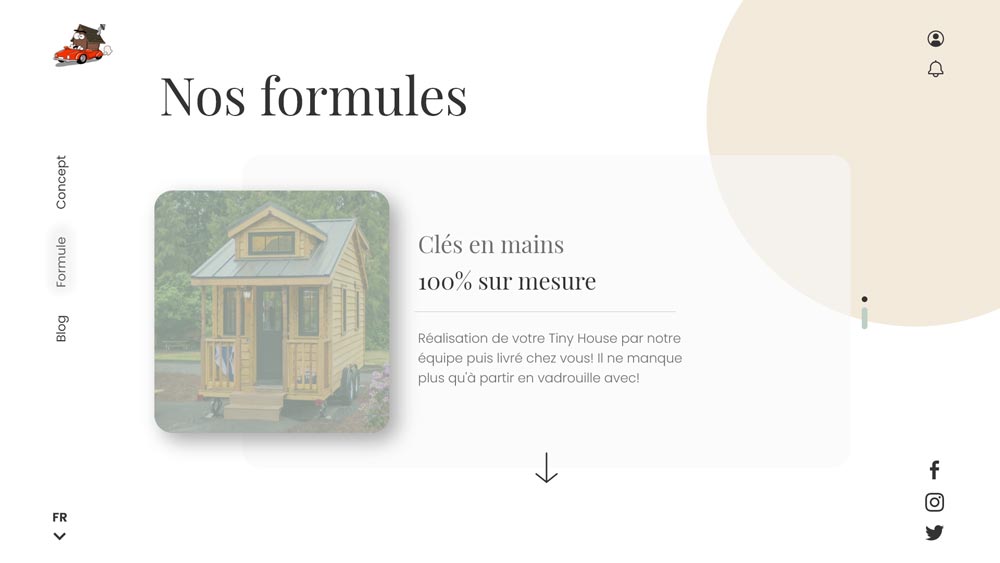 Nos formules
Concept
Formule
Blog
Clés en mains
100% sur mesure
Réalisation de votre Tiny House par notre
équipe puis livré chez vous! Il ne manque
plus qu'à partir en vadrouille avec!
FR